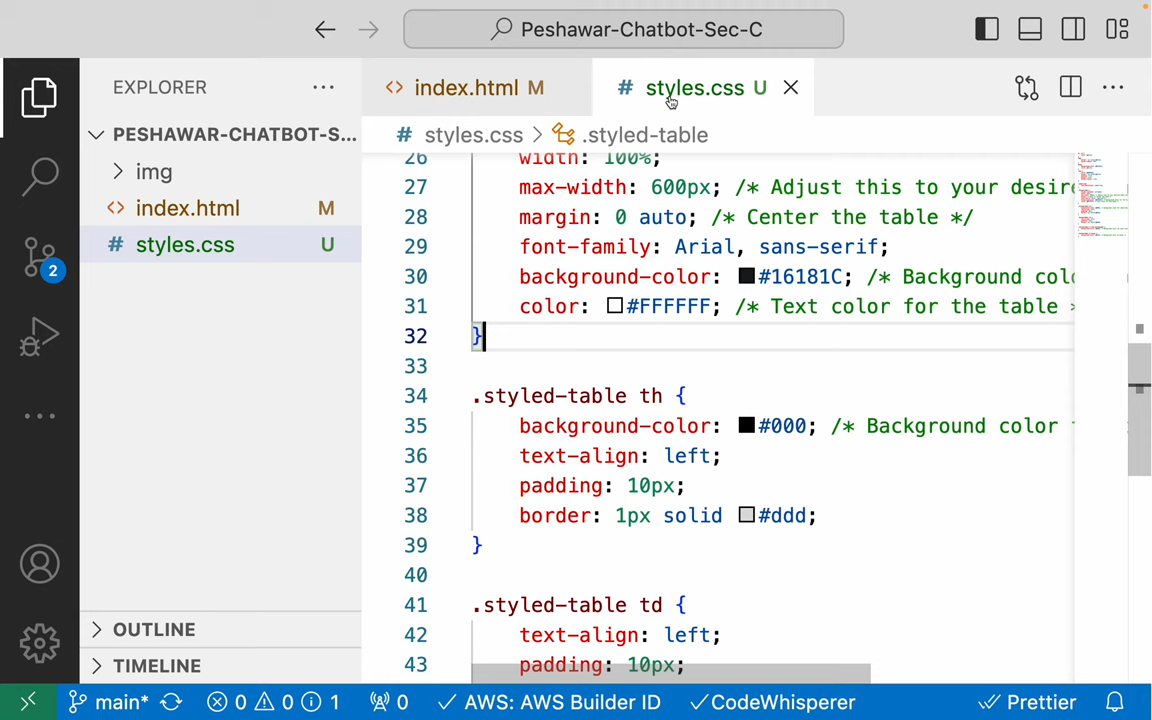 Peshawar-Chatbot-Sec-C
EXPLORER
index.html M
# styles.css U
PESHAWAR-CHATBOT-S...
# styles.css > .styled-table
img
index.html M
# styles.css U
2
26 width: 100%;
27 max-width: 600px; /* Adjust this to your desire
28 margin: 0 auto; /* Center the table */
29 font-family: Arial, sans-serif;
30 background-color: #16181C; /* Background colo
31 color: #FFFFFF; /* Text color for the table *
32 }
33
34 .styled-table th {
35 background-color: #000; /* Background color
36 text-align: left;
37 padding: 10px;
38 border: 1px solid #ddd;
39 }
40
41 .styled-table td {
42 text-align: left;
43 padding: 10px;
OUTLINE
TIMELINE
main* 0 0 1 0 AWS: AWS Builder ID CodeWhisperer Prettier